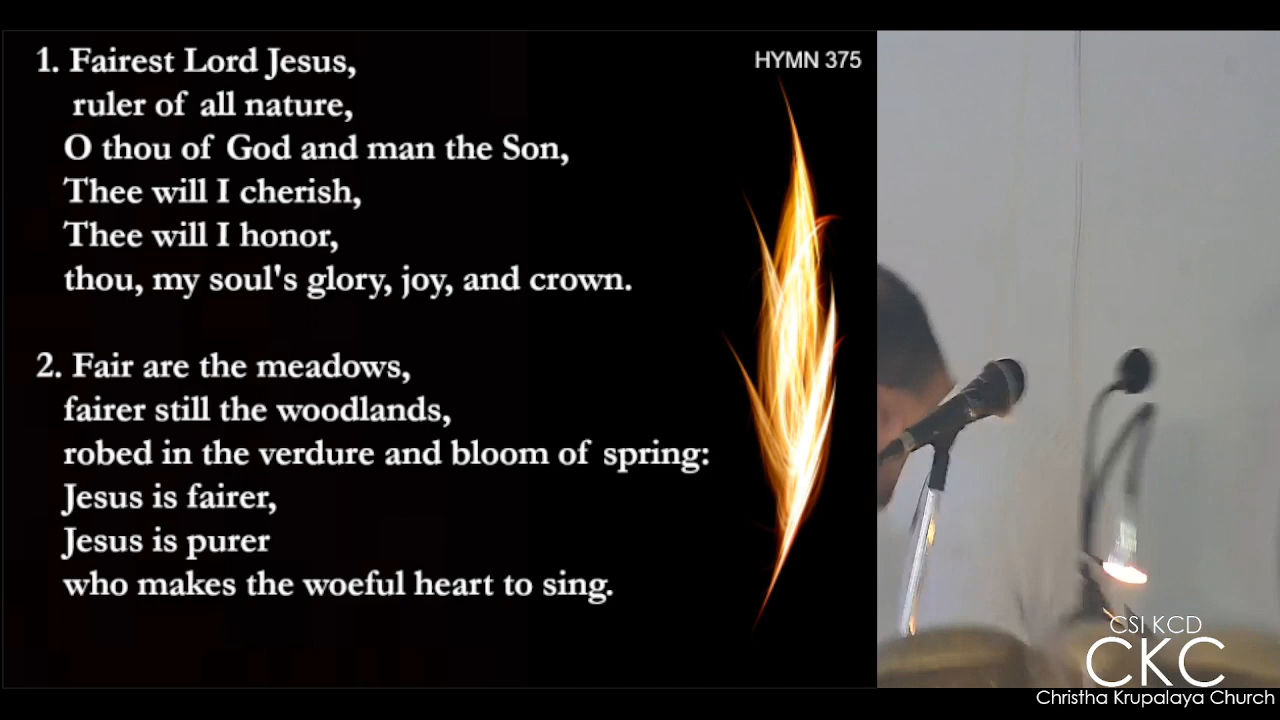 1. Fairest Lord Jesus,
ruler of all nature,
O thou of God and man the Son,
Thee will I cherish,
Thee will I honor,
thou, my soul's glory, joy, and crown.
2. Fair are the meadows,
fairer still the woodlands,
robed in the verdure and bloom of spring:
Jesus is fairer,
Jesus is purer
who makes the woeful heart to sing.
HYMN 375
CSI KCD
CKC
Christha Krupalaya Church